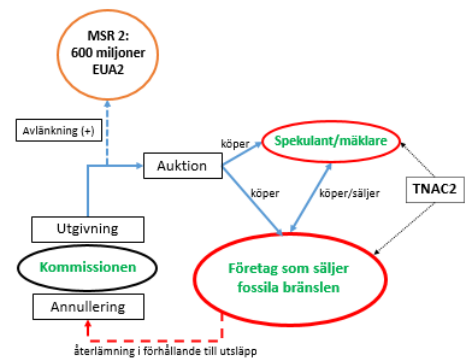 MSR 2:
600 miljoner
EUA2
Avlänkning (+)
Auktion
köper
Spekulant/mäklare
köper
köper/säljer
TNAC2
Utgivning
Kommissionen
Annullering
Företag som säljer
fossila bränslen
återlämning i förhållande till utsläpp